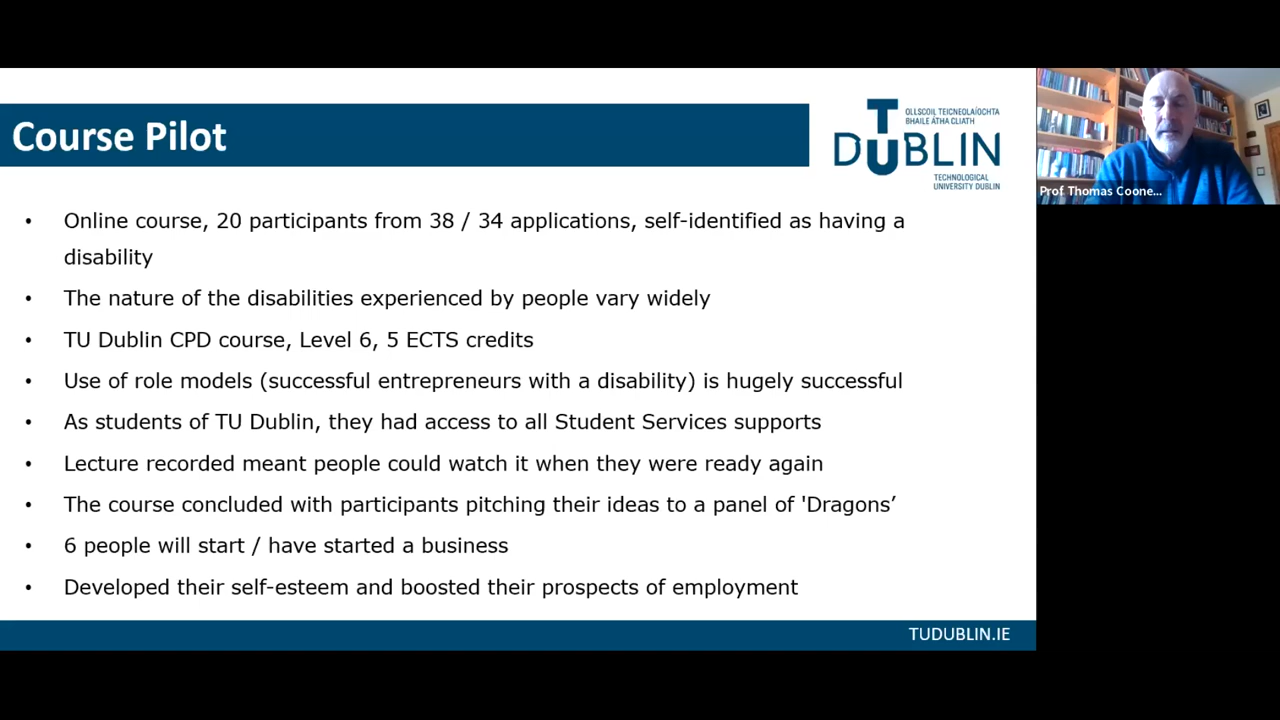 Course Pilot
OLLSCOIL TEICNEOLAÍOCHTA
BHAILE ÁTHA CLIATH
TU DUBLIN
TECHNOLOGICAL
UNIVERSITY DUBLIN
Prof Thomas Coone...
• Online course, 20 participants from 38 / 34 applications, self-identified as having a
disability
• The nature of the disabilities experienced by people vary widely
• TU Dublin CPD course, Level 6, 5 ECTS credits
• Use of role models (successful entrepreneurs with a disability) is hugely successful
• As students of TU Dublin, they had access to all Student Services supports
• Lecture recorded meant people could watch it when they were ready again
• The course concluded with participants pitching their ideas to a panel of 'Dragons’
• 6 people will start / have started a business
• Developed their self-esteem and boosted their prospects of employment
TUDUBLIN.IE